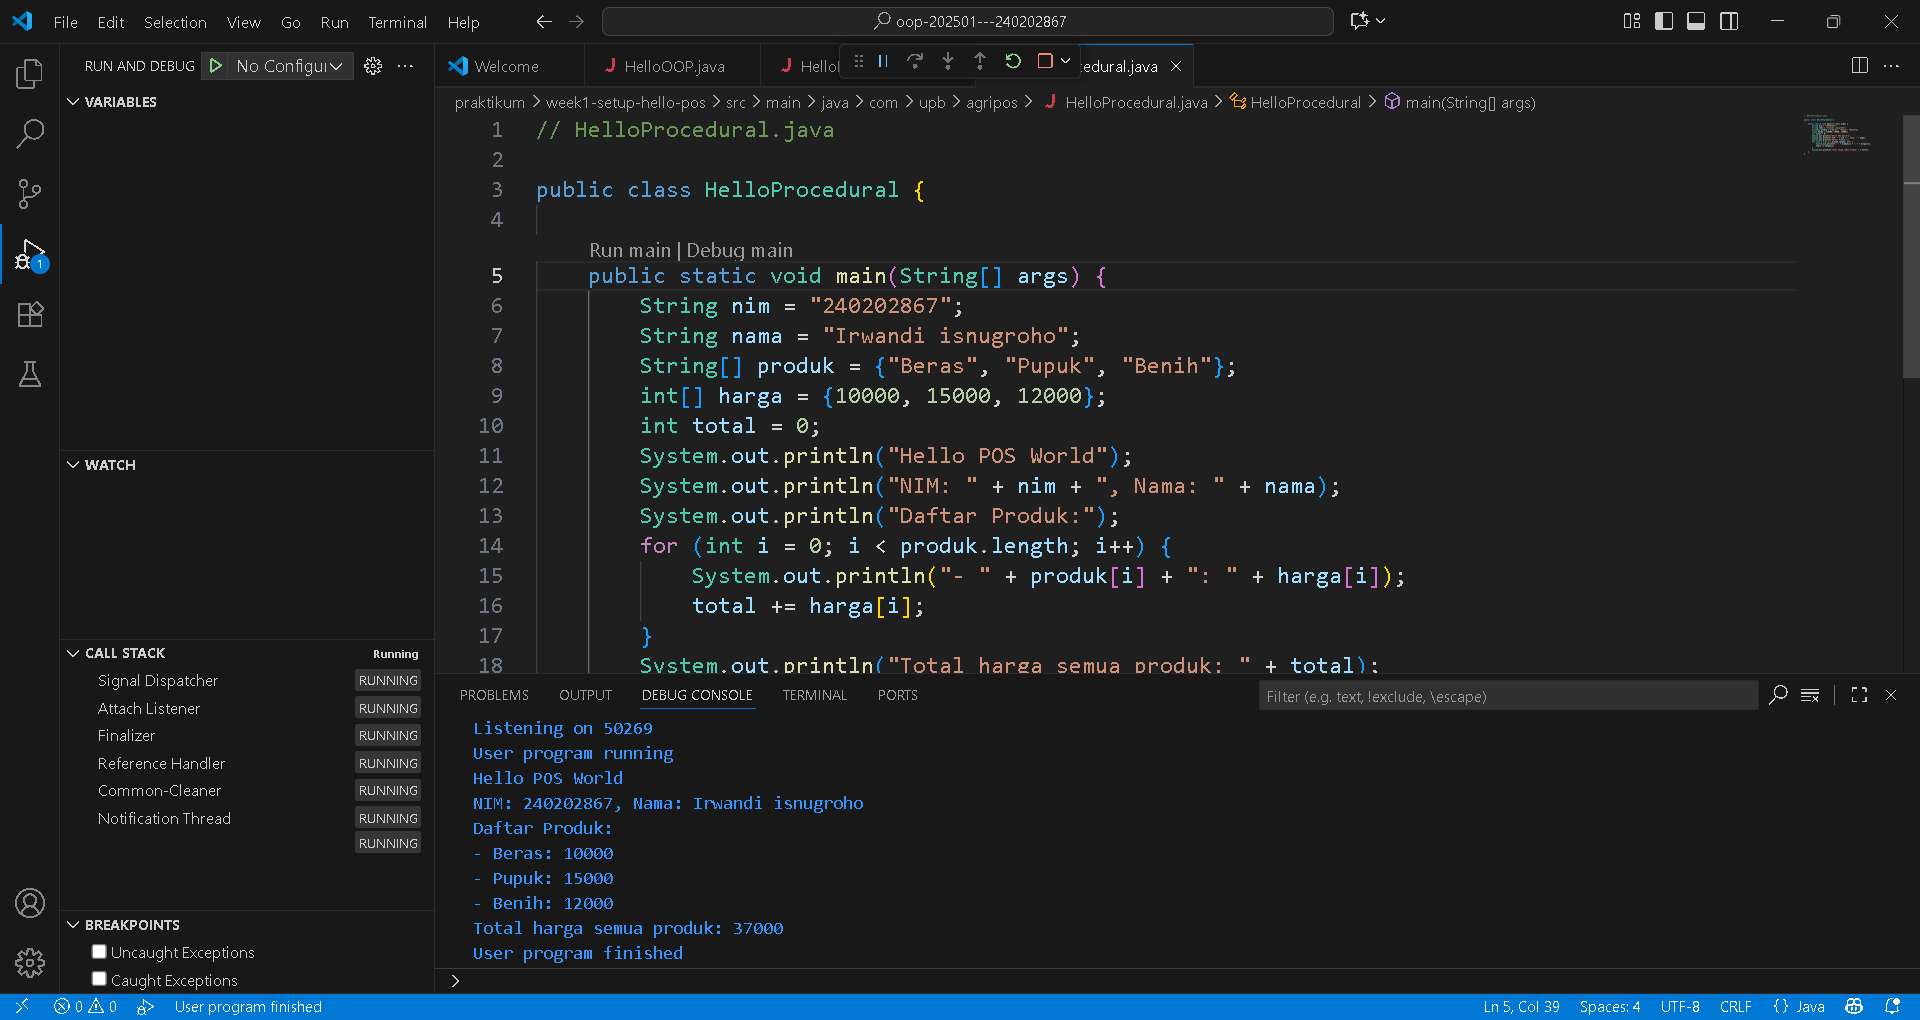 File Edit Selection View Go Run Terminal Help
oop-202501---240202867
RUN AND DEBUG No Configur
Welcome HelloOOP.java Hello cedural.java
VARIABLES
praktikum > week1-setup-hello-pos > src > main > java > com > upb > agripos > HelloProcedural.java > HelloProcedural > main(String[] args)
1 // HelloProcedural.java
2
3 public class HelloProcedural {
4
Run main | Debug main
5 public static void main(String[] args) {
6 String nim = "240202867";
7 String nama = "Irwandi isnugroho";
8 String[] produk = {"Beras", "Pupuk", "Benih"};
9 int[] harga = {10000, 15000, 12000};
10 int total = 0;
11 System.out.println("Hello POS World");
12 System.out.println("NIM: " + nim + ", Nama: " + nama);
13 System.out.println("Daftar Produk:");
14 for (int i = 0; i < produk.length; i++) {
15 System.out.println("- " + produk[i] + ": " + harga[i]);
16 total += harga[i];
17 }
18 System.out.println("Total harga semua produk: " + total);
WATCH
CALL STACK Running
Signal Dispatcher RUNNING
Attach Listener RUNNING
Finalizer RUNNING
Reference Handler RUNNING
Common-Cleaner RUNNING
Notification Thread RUNNING
RUNNING
BREAKPOINTS
Uncaught Exceptions
Caught Exceptions
PROBLEMS OUTPUT DEBUG CONSOLE TERMINAL PORTS
Filter (e.g. text, !exclude, \escape)
Listening on 50269
User program running
Hello POS World
NIM: 240202867, Nama: Irwandi isnugroho
Daftar Produk:
- Beras: 10000
- Pupuk: 15000
- Benih: 12000
Total harga semua produk: 37000
User program finished
>
1
0 0 User program finished
Ln 5, Col 39 Spaces: 4 UTF-8 CRLF {} Java